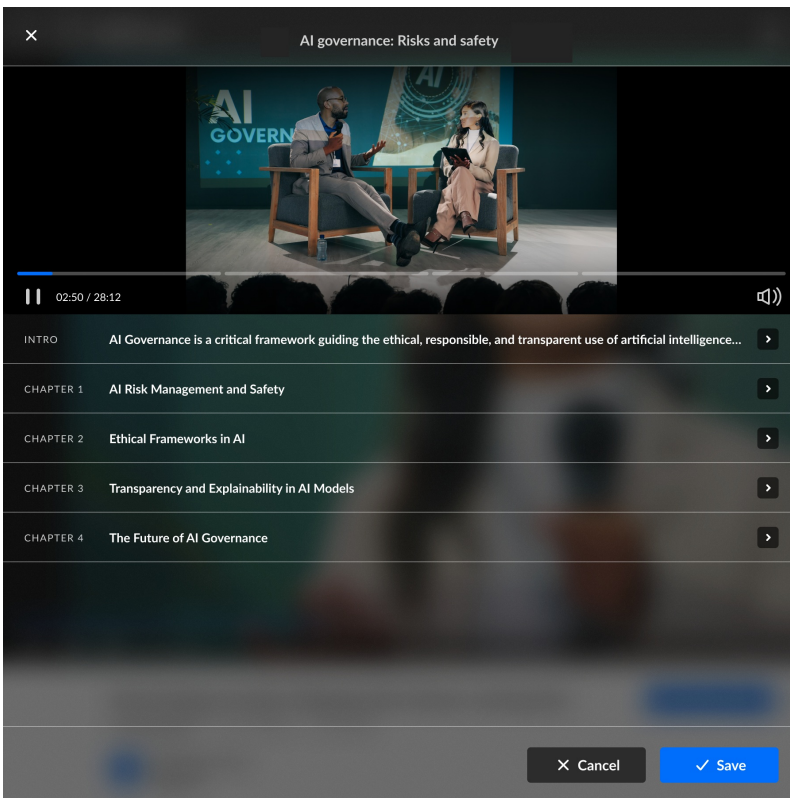 AI governance: Risks and safety
AI
AI
GOVERN
02:50 / 28:12
INTRO AI Governance is a critical framework guiding the ethical, responsible, and transparent use of artificial intelligence...
CHAPTER 1 AI Risk Management and Safety
CHAPTER 2 Ethical Frameworks in AI
CHAPTER 3 Transparency and Explainability in AI Models
CHAPTER 4 The Future of AI Governance
Cancel Save